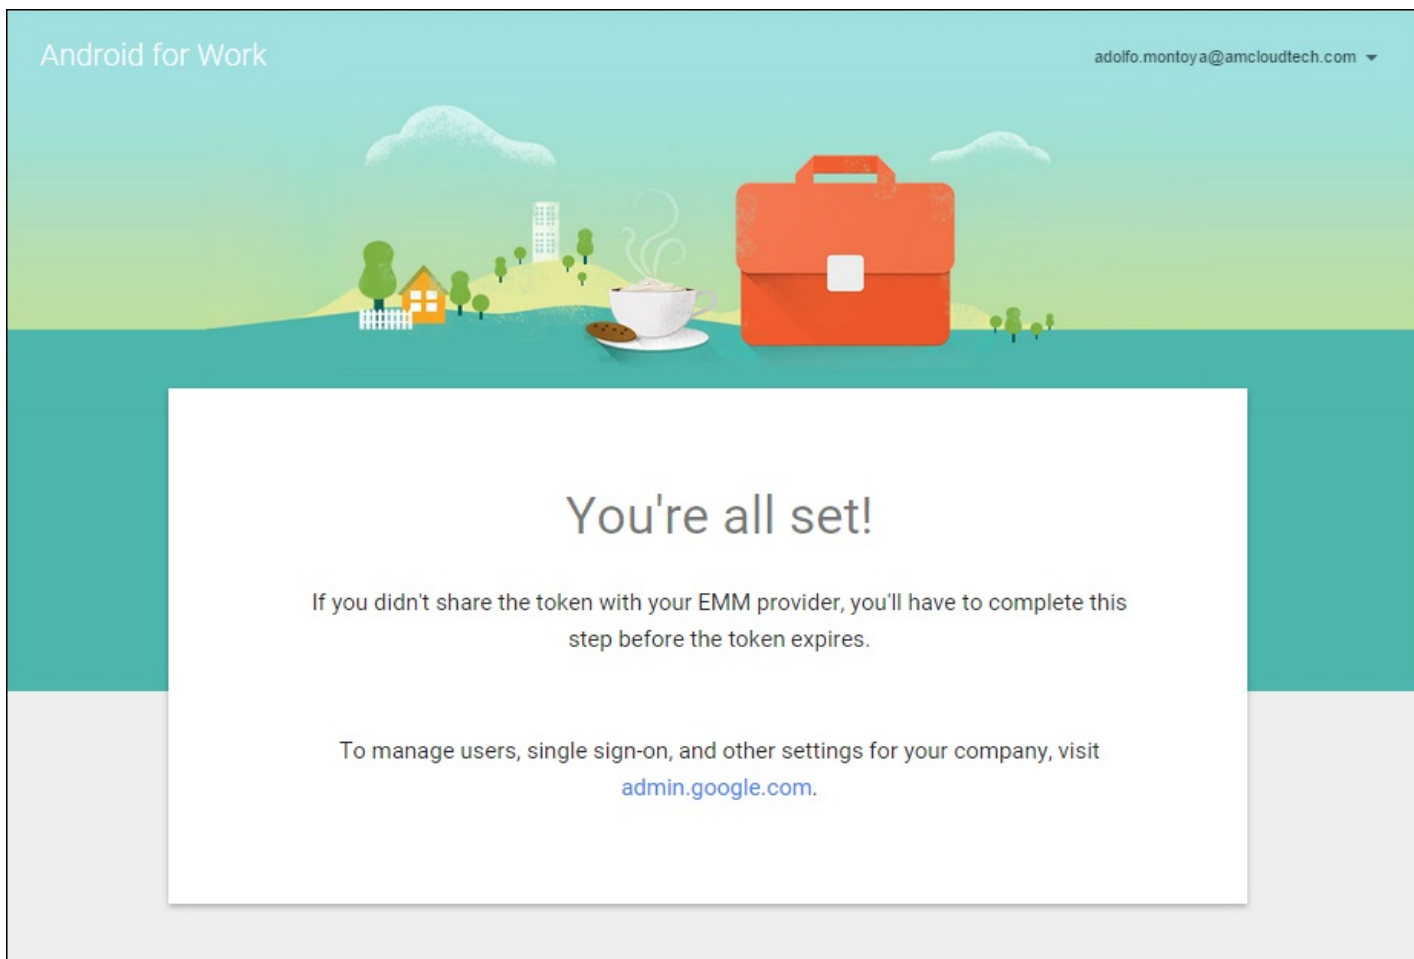 Android for Work
adolfo.montoya@amcloudtech.com
You're all set!
If you didn't share the token with your EMM provider, you'll have to complete this
step before the token expires.
To manage users, single sign-on, and other settings for your company, visit
admin.google.com.